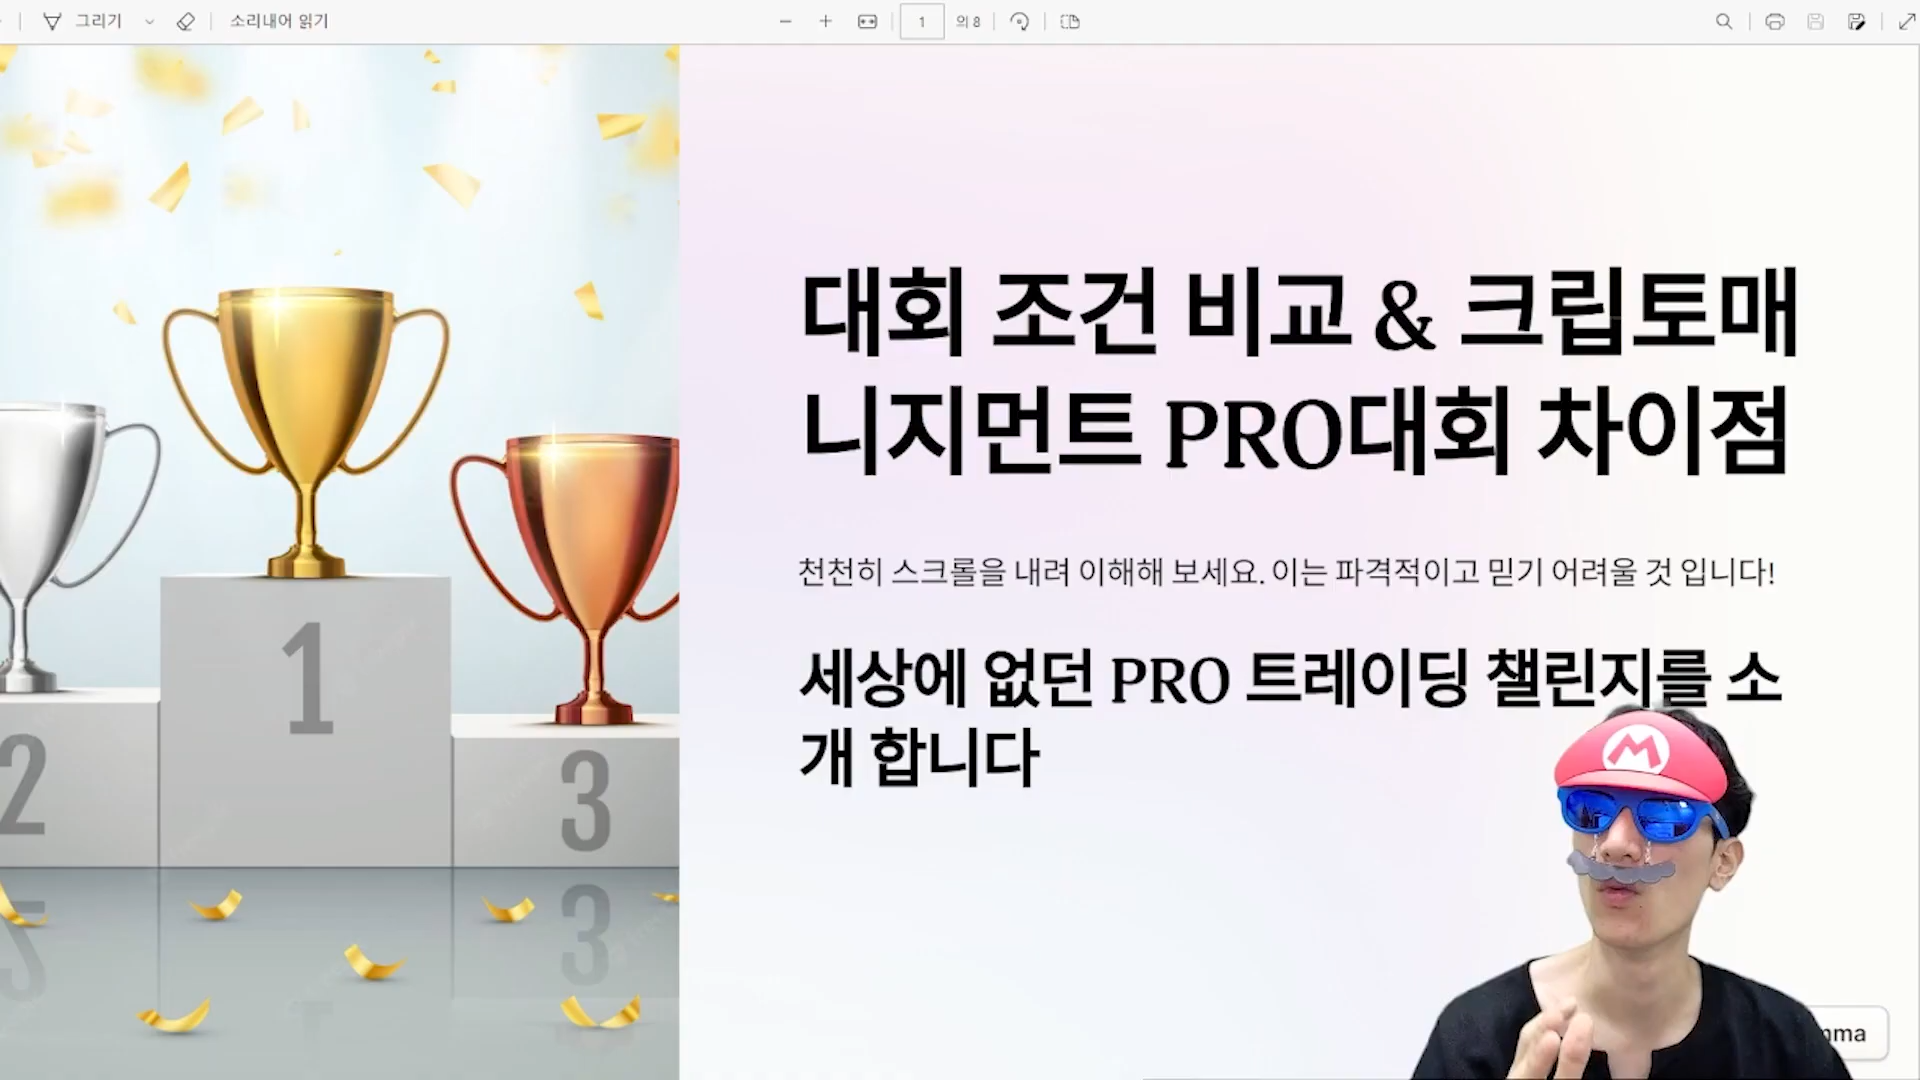 그리기
소리내어 읽기
1
의 8
대회 조건 비교 & 크립토매
니지먼트 PRO대회 차이점
천천히 스크롤을 내려 이해해 보세요. 이는 파격적이고 믿기 어려울 것 입니다!
세상에 없던 PRO 트레이딩 챌린지를 소
개 합니다
1
2
3
M